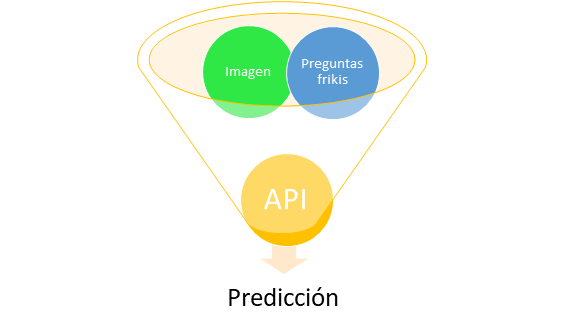 Imagen
Preguntas
frikis
API
Predicción